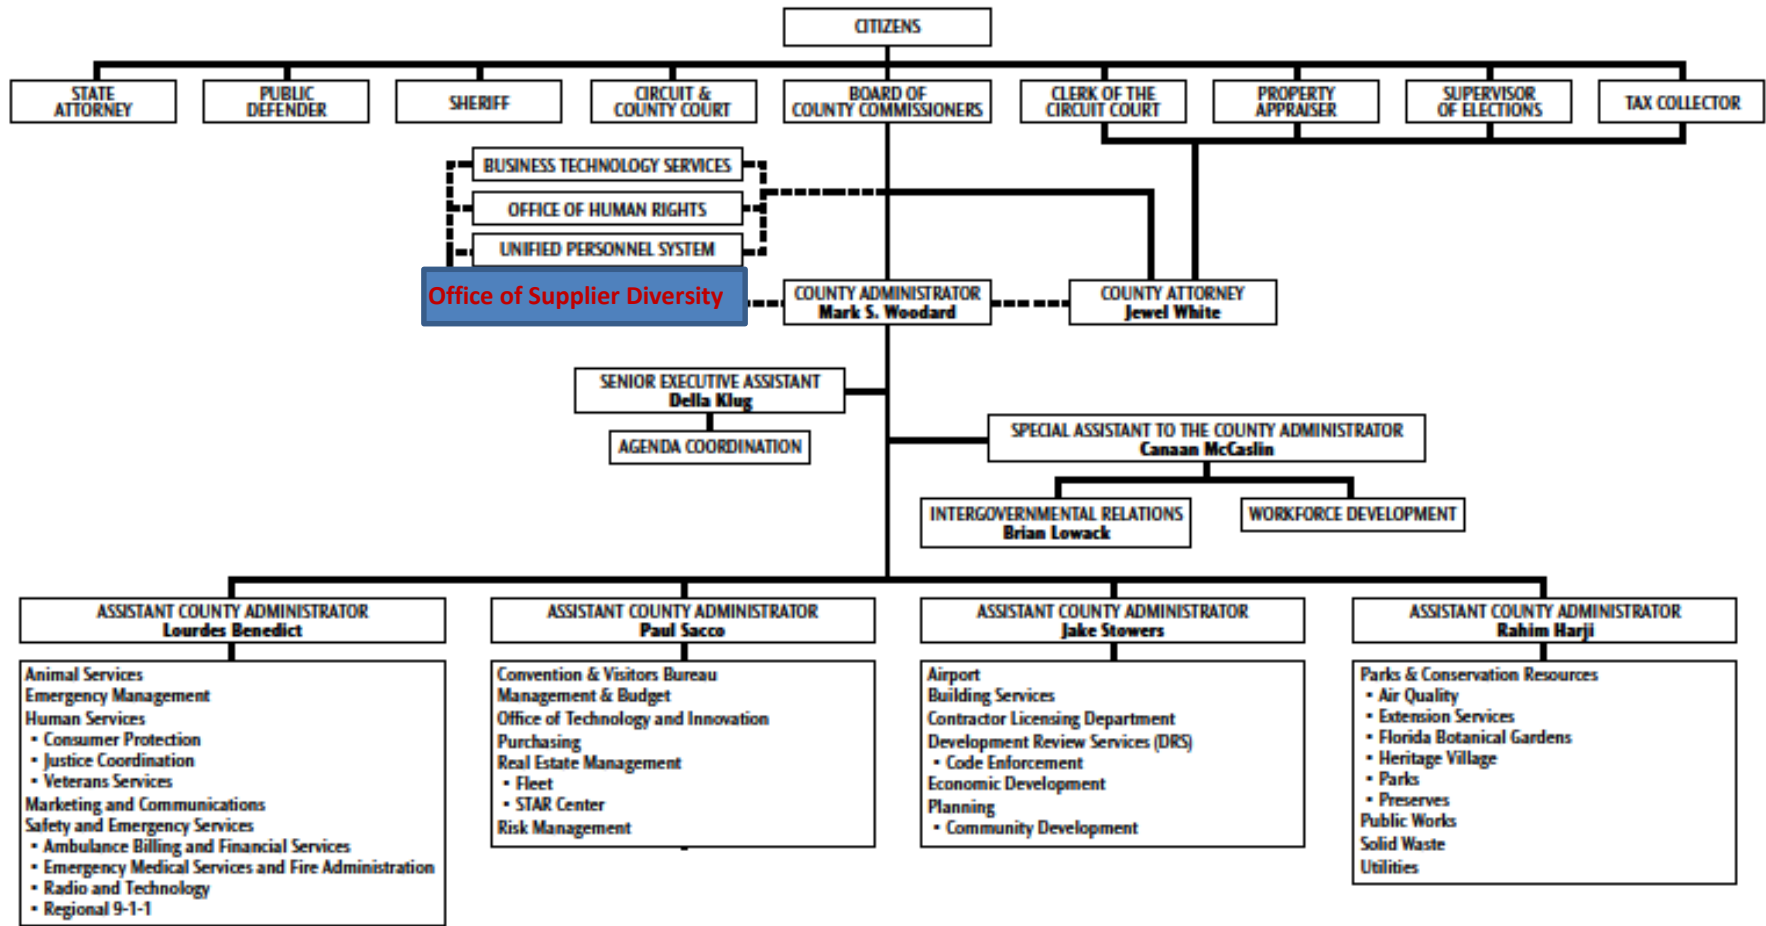 CITIZENS
STATE
ATTORNEY
PUBLIC
DEFENDER
SHERIFF
CIRCUIT &
COUNTY COURT
BOARD OF
COUNTY COMMISSIONERS
CLERK OF THE
CIRCUIT COURT
PROPERTY
APPRAISER
SUPERVISOR
OF ELECTIONS
TAX COLLECTOR
BUSINESS TECHNOLOGY SERVICES
OFFICE OF HUMAN RIGHTS
UNIFIED PERSONNEL SYSTEM
Office of Supplier Diversity
COUNTY ADMINISTRATOR
Mark S. Woodard
COUNTY ATTORNEY
Jewel White
SENIOR EXECUTIVE ASSISTANT
Della Klug
AGENDA COORDINATION
SPECIAL ASSISTANT TO THE COUNTY ADMINISTRATOR
Canaan McCaslin
INTERGOVERNMENTAL RELATIONS
Brian Lowack
WORKFORCE DEVELOPMENT
ASSISTANT COUNTY ADMINISTRATOR
Lourdes Benedict
Animal Services
Emergency Management
Human Services
▪ Consumer Protection
▪ Justice Coordination
▪ Veterans Services
Marketing and Communications
Safety and Emergency Services
▪ Ambulance Billing and Financial Services
▪ Emergency Medical Services and Fire Administration
▪ Radio and Technology
▪ Regional 9-1-1
ASSISTANT COUNTY ADMINISTRATOR
Paul Sacco
Convention & Visitors Bureau
Management & Budget
Office of Technology and Innovation
Purchasing
Real Estate Management
▪ Fleet
▪ STAR Center
Risk Management
ASSISTANT COUNTY ADMINISTRATOR
Jake Stowers
Airport
Building Services
Contractor Licensing Department
Development Review Services (DRS)
▪ Code Enforcement
Economic Development
Planning
▪ Community Development
ASSISTANT COUNTY ADMINISTRATOR
Rahim Harji
Parks & Conservation Resources
▪ Air Quality
▪ Extension Services
▪ Florida Botanical Gardens
▪ Heritage Village
▪ Parks
▪ Preserves
Public Works
Solid Waste
Utilities